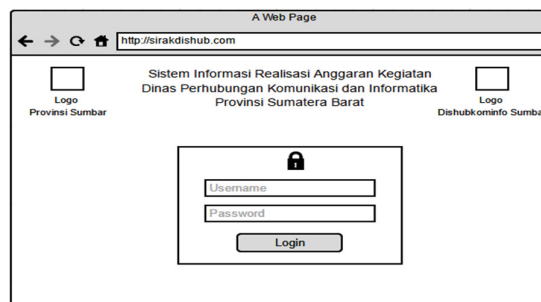 A Web Page
http://sirakdishub.com
Sistem Informasi Realisasi Anggaran Kegiatan
Dinas Perhubungan Komunikasi dan Informatika
Provinsi Sumatera Barat
Logo
Provinsi Sumbar
Logo
Dishubkominfo Sumba
Username
Password
Login